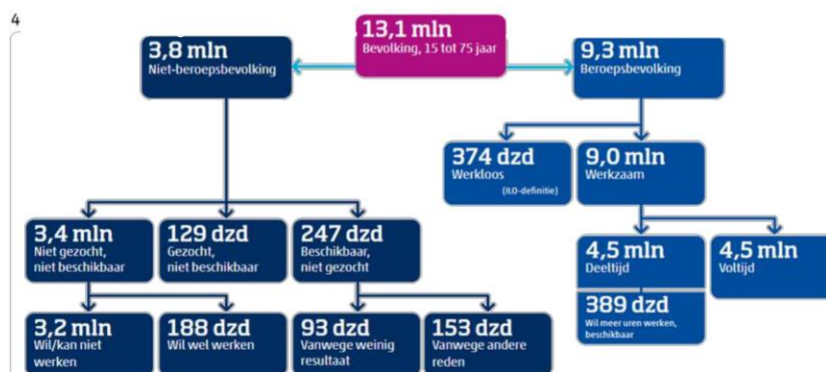 4
13,1 mln
Bevolking, 15 tot 75 jaar
3,8 mln
Niet-beroepsbevolking
9,3 mln
Beroepsbevolking
374 dzd
Werkloos
(ILO-definitie)
9,0 mln
Werkzaam
3,4 mln
Niet gezocht,
niet beschikbaar
129 dzd
Gezocht,
niet beschikbaar
247 dzd
Beschikbaar,
niet gezocht
4,5 mln
Deeltijd
4,5 mln
Voltijd
389 dzd
Wil meer uren werken,
beschikbaar
3,2 mln
Wil/kan niet
werken
188 dzd
Wil wel werken
93 dzd
Vanwege weinig
resultaat
153 dzd
Vanwege andere
reden